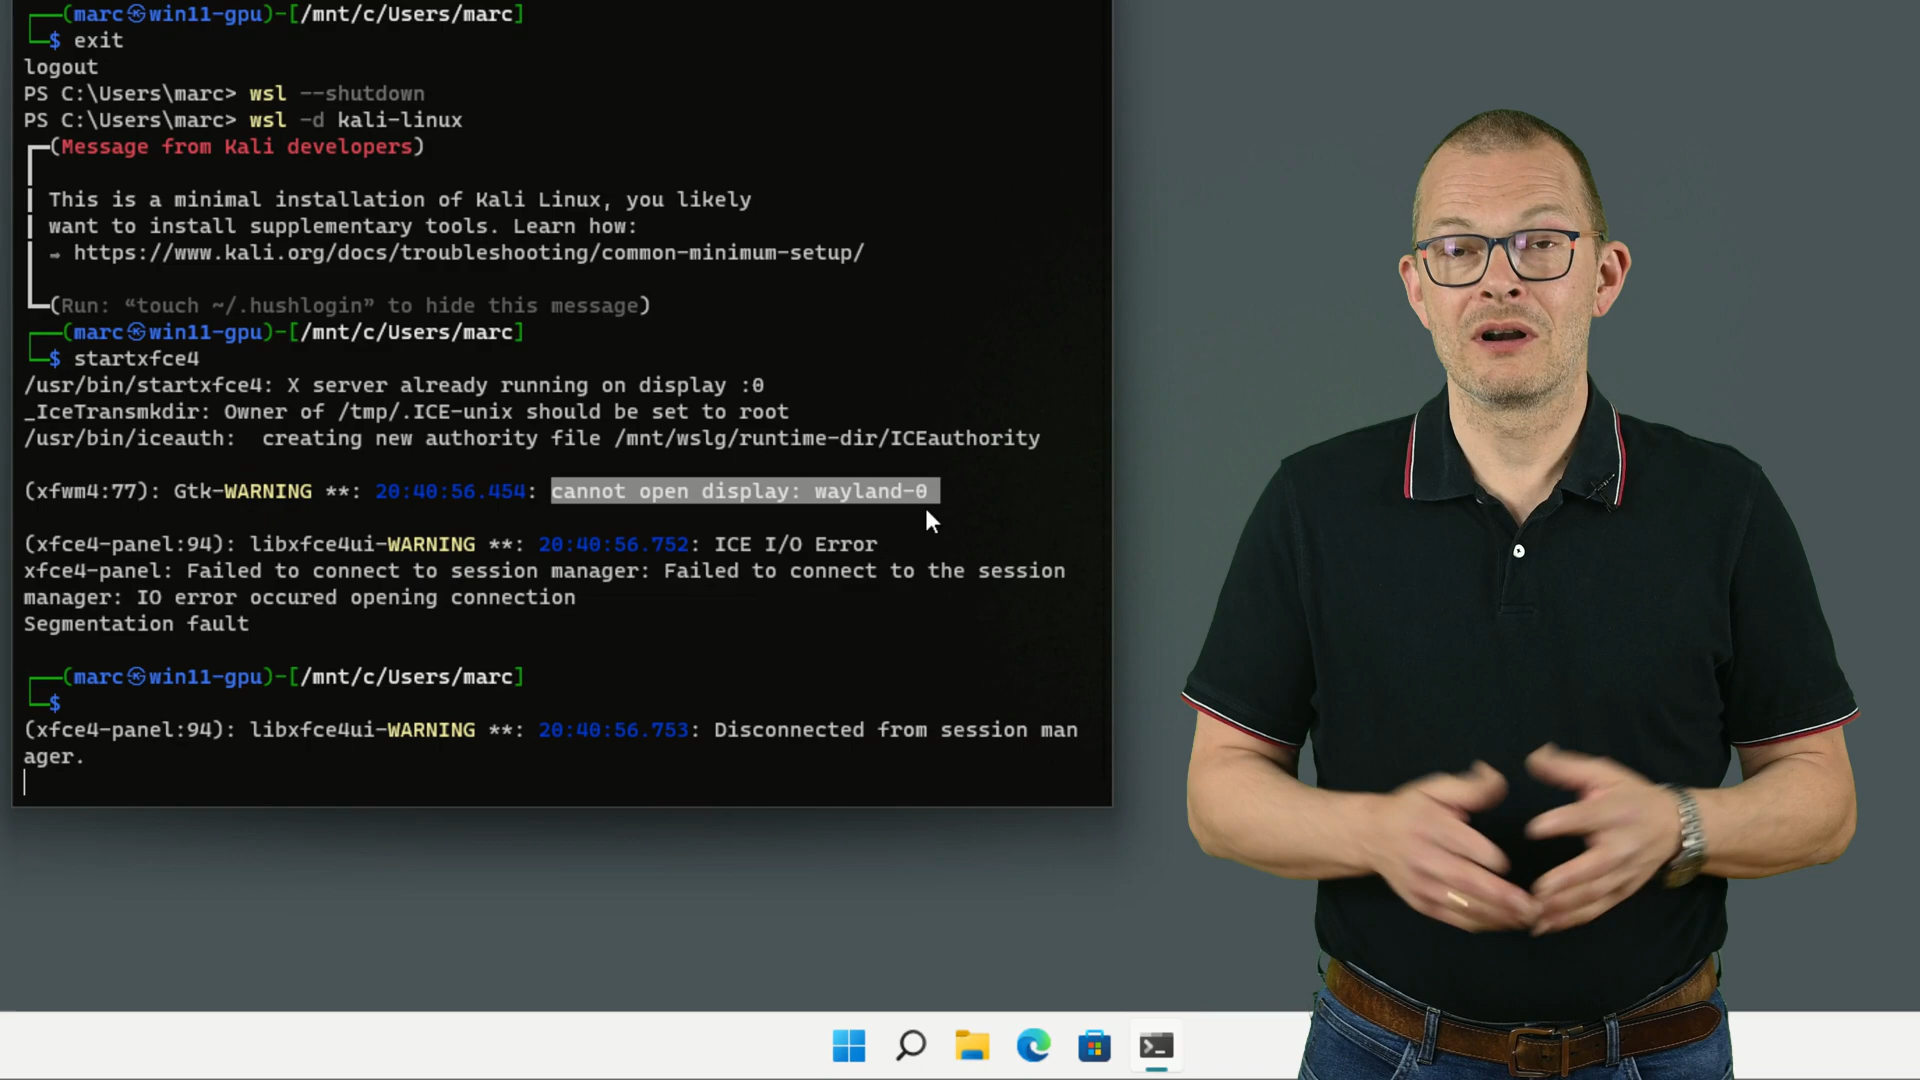 ┌──(marc㉿win11-gpu)-[/mnt/c/Users/marc]
└─$ exit
logout
PS C:\Users\marc> wsl --shutdown
PS C:\Users\marc> wsl -d kali-linux
┏━(Message from Kali developers)
┃
┃ This is a minimal installation of Kali Linux, you likely
┃ want to install supplementary tools. Learn how:
┃ ⇒ https://www.kali.org/docs/troubleshooting/common-minimum-setup/
┃
┗━(Run: “touch ~/.hushlogin” to hide this message)
┌──(marc㉿win11-gpu)-[/mnt/c/Users/marc]
└─$ startxfce4
/usr/bin/startxfce4: X server already running on display :0
_IceTransmkdir: Owner of /tmp/.ICE-unix should be set to root
/usr/bin/iceauth:  creating new authority file /mnt/wslg/runtime-dir/ICEauthority
(xfwm4:77): Gtk-WARNING **: 20:40:56.454: cannot open display: wayland-0
(xfce4-panel:94): libxfce4ui-WARNING **: 20:40:56.752: ICE I/O Error
xfce4-panel: Failed to connect to session manager: Failed to connect to the session
manager: IO error occured opening connection
Segmentation fault
┌──(marc㉿win11-gpu)-[/mnt/c/Users/marc]
└─$
(xfce4-panel:94): libxfce4ui-WARNING **: 20:40:56.753: Disconnected from session man
ager.